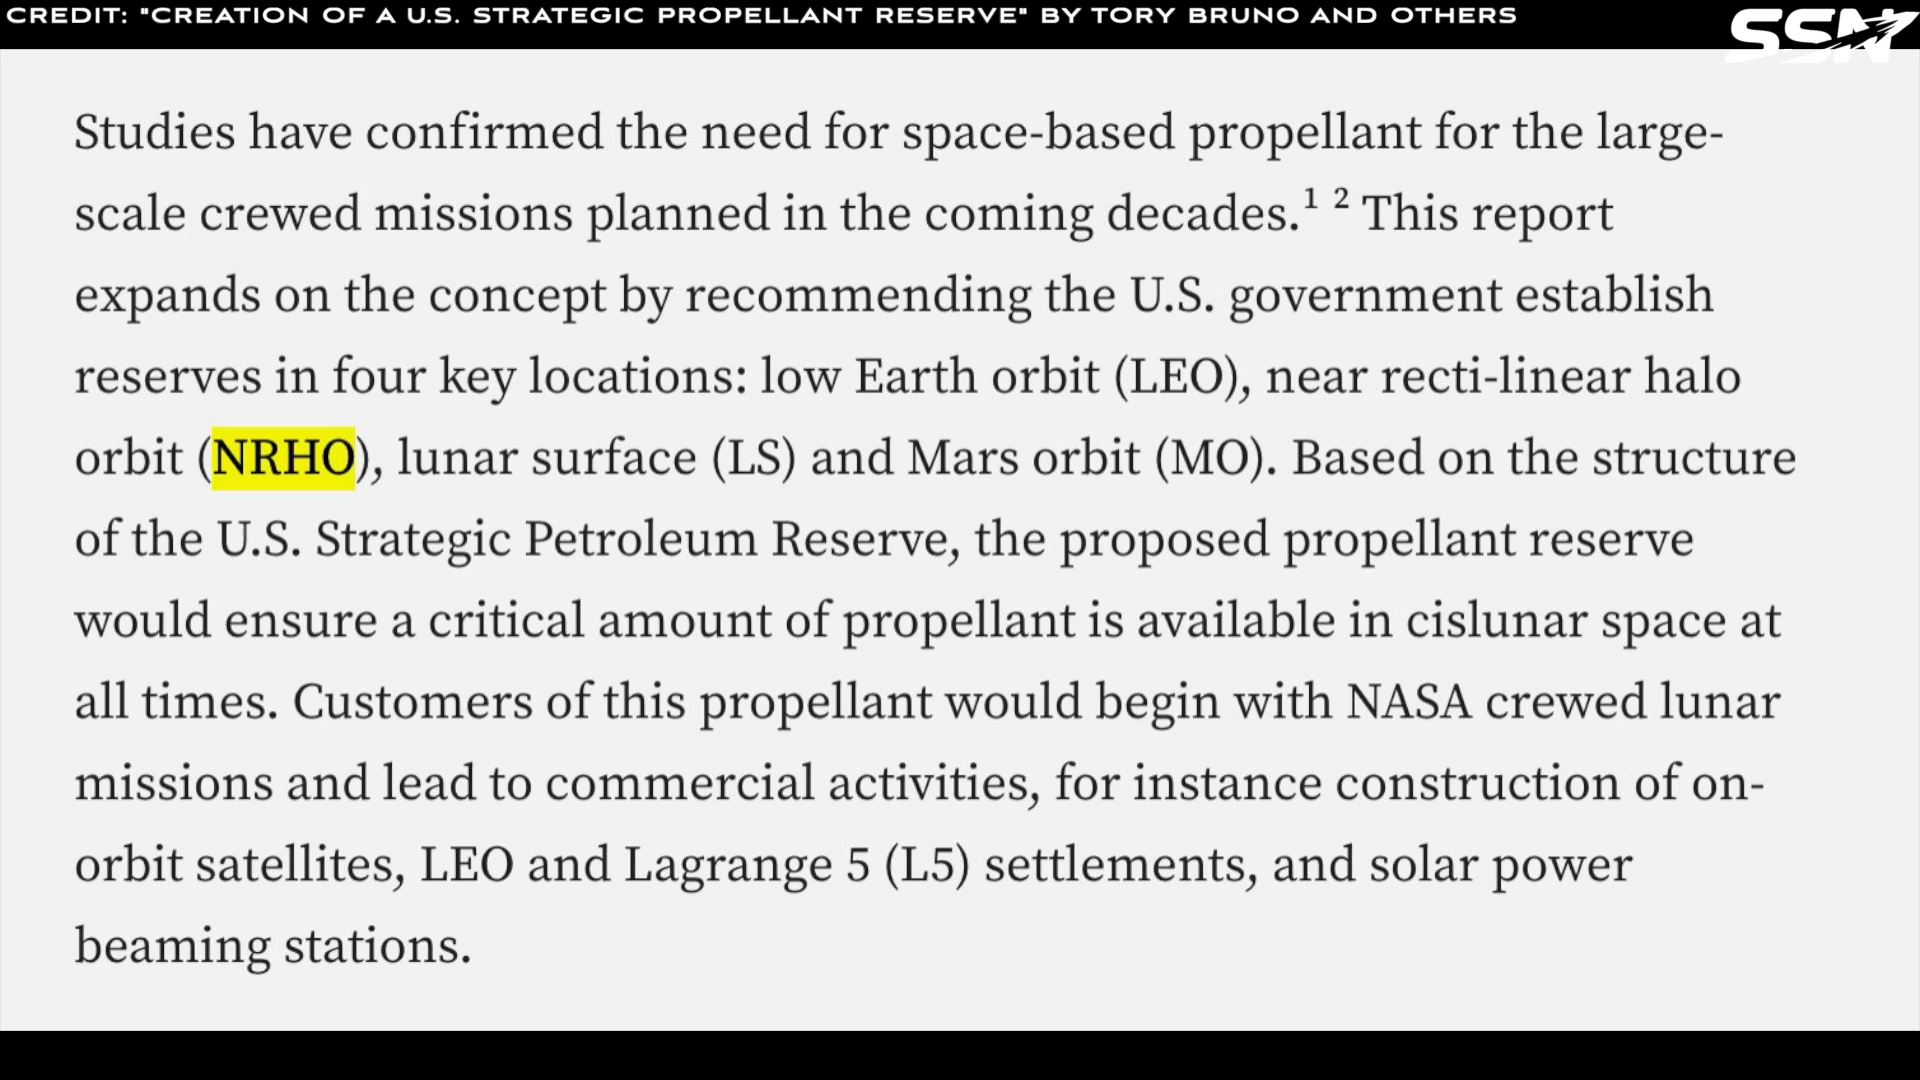 CREDIT: "CREATION OF A U.S. STRATEGIC PROPELLANT RESERVE" BY TORY BRUNO AND OTHERS
SSN
Studies have confirmed the need for space-based propellant for the large-
scale crewed missions planned in the coming decades.¹ ² This report
expands on the concept by recommending the U.S. government establish
reserves in four key locations: low Earth orbit (LEO), near recti-linear halo
orbit (NRHO), lunar surface (LS) and Mars orbit (MO). Based on the structure
of the U.S. Strategic Petroleum Reserve, the proposed propellant reserve
would ensure a critical amount of propellant is available in cislunar space at
all times. Customers of this propellant would begin with NASA crewed lunar
missions and lead to commercial activities, for instance construction of on-
orbit satellites, LEO and Lagrange 5 (L5) settlements, and solar power
beaming stations.